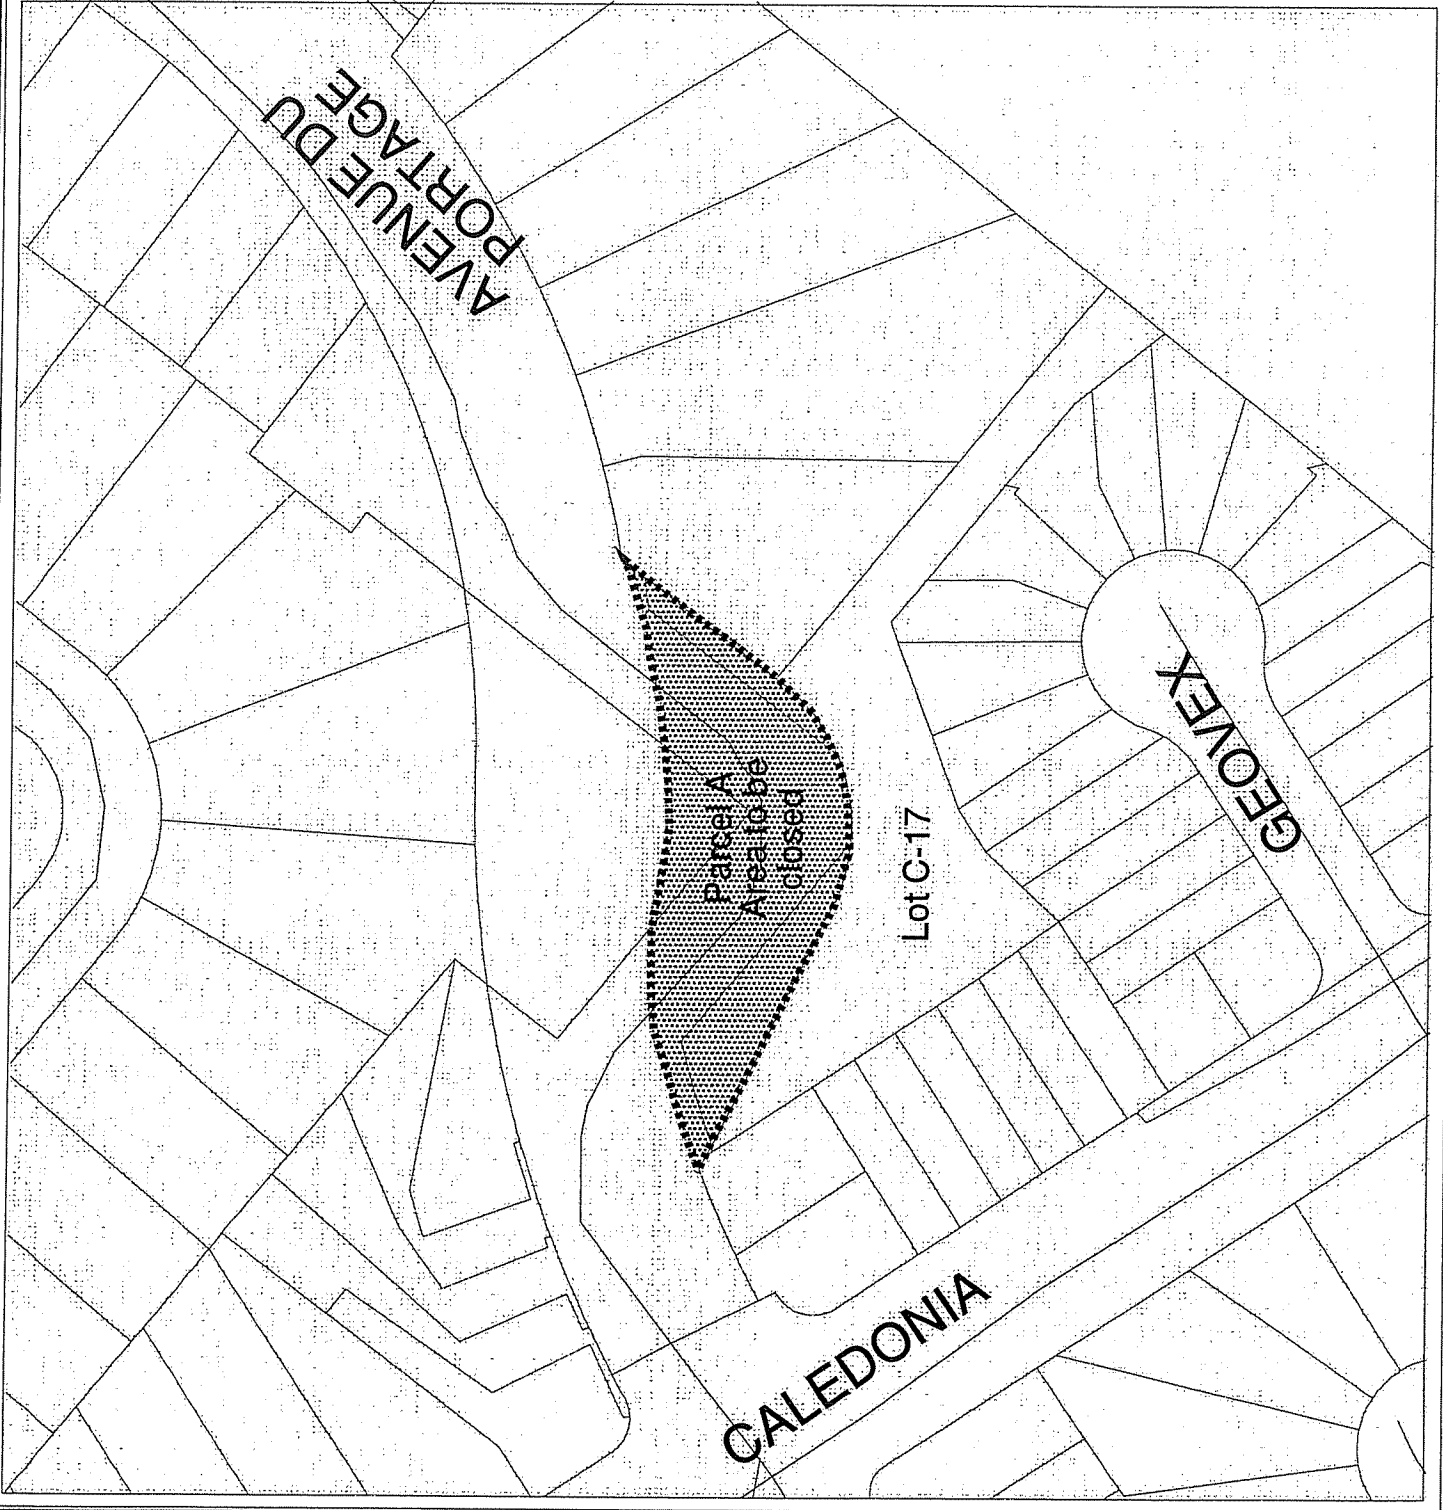 AVENUE DU
PORTAGE
Parcel A
Area to be
closed
Lot C-17
GEOVEX
CALEDONIA